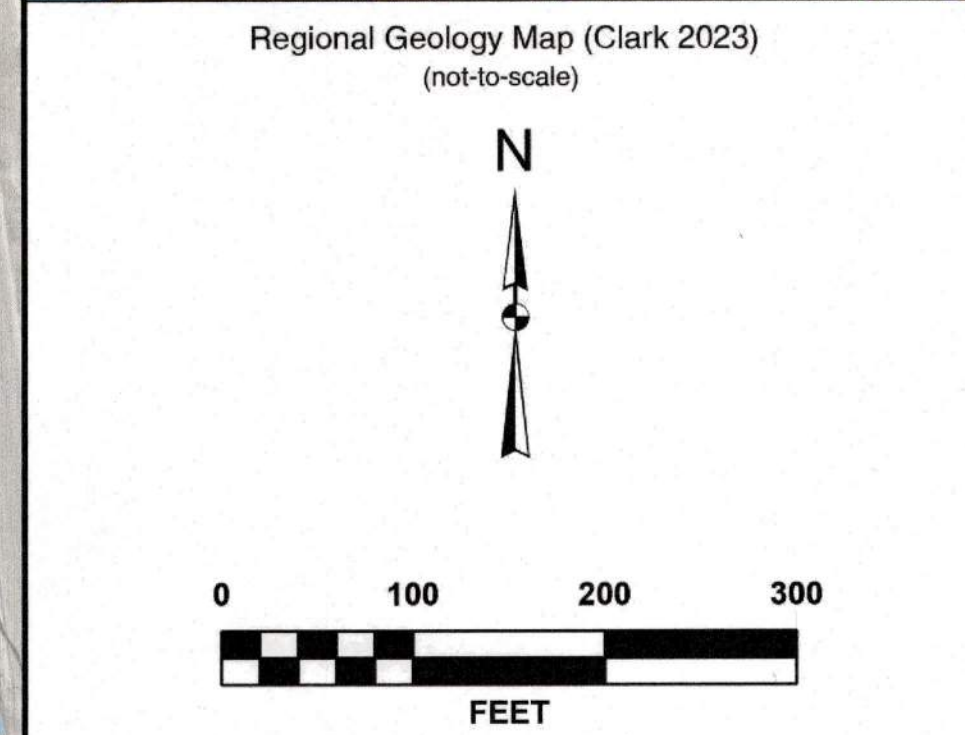 Regional Geology Map (Clark 2023)
(not-to-scale)
N
0 100 200 300
FEET